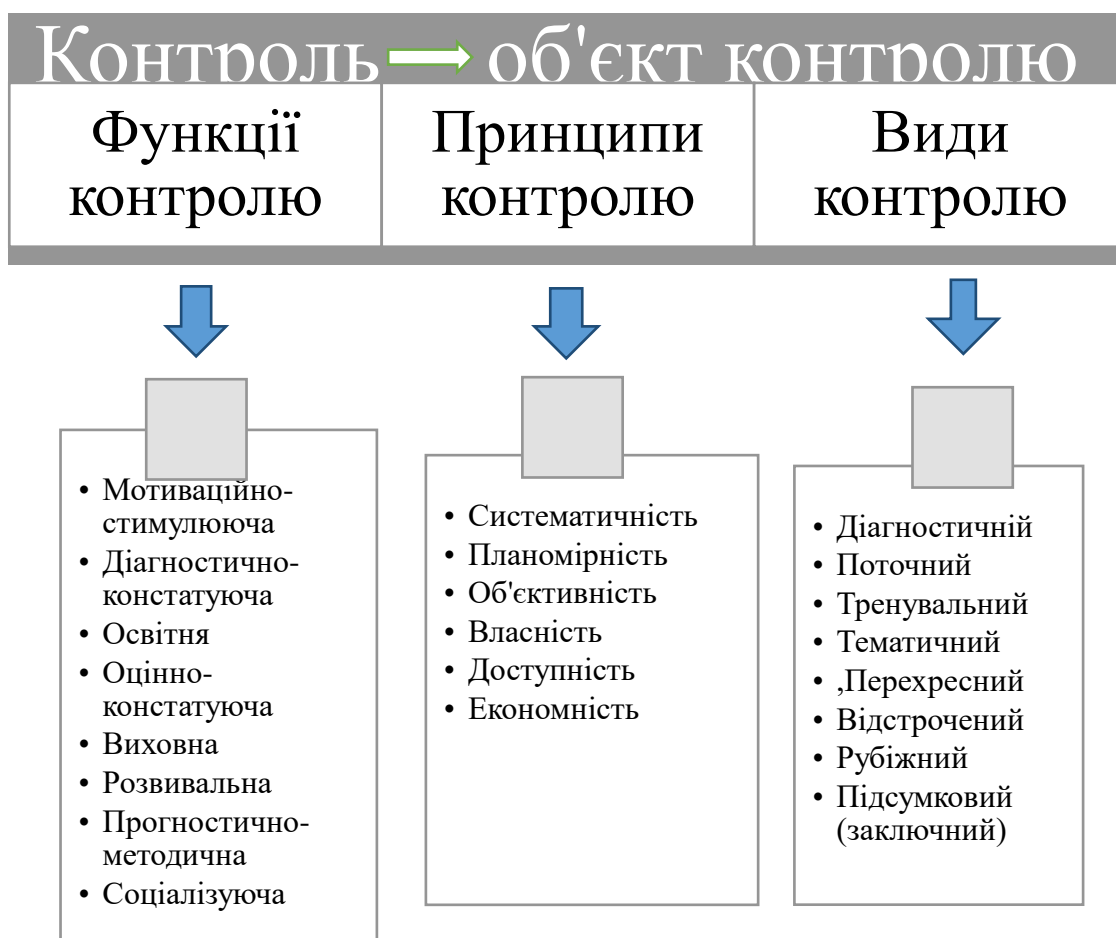 Контроль об'єкт контролю
Функції
контролю
Принципи
контролю
Види
контролю
• Мотиваційно-
стимулююча
• Діагностично-
констатуюча
• Освітня
• Оцінно-
констатуюча
• Виховна
• Розвивальна
• Прогностично-
методична
• Соціалізуюча
• Систематичність
• Планомірність
• Об'єктивність
• Власність
• Доступність
• Економність
• Діагностичній
• Поточний
• Тренувальний
• Тематичний
• ,Перехресний
• Відстрочений
• Рубіжний
• Підсумковий
(заключний)